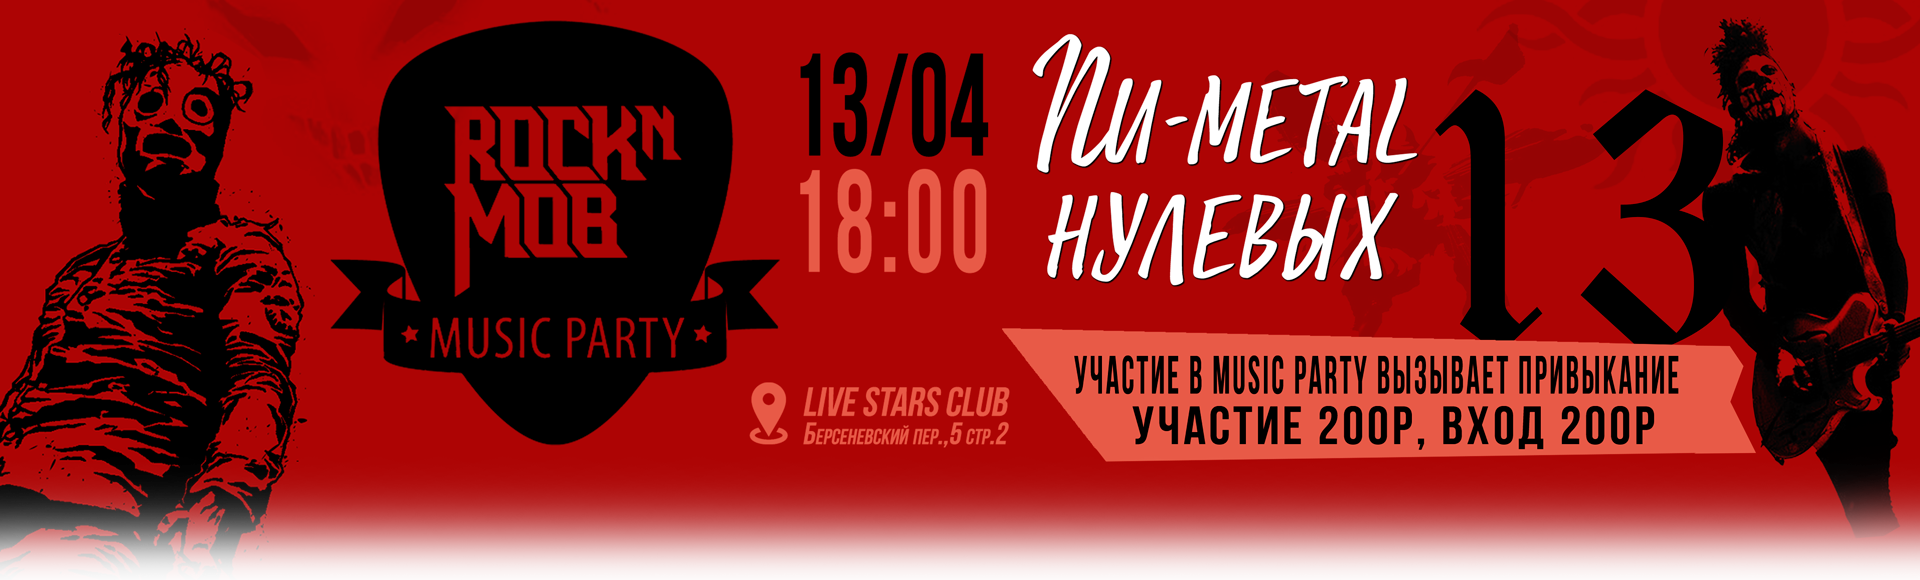 ROCK N
MOB
MUSIC PARTY
13/04
18:00
LIVE STARS CLUB
Берсеневский пер.,5 стр.2
Nu-METAL
НУЛЕВЫХ
13
УЧАСТИЕ В MUSIC PARTY ВЫЗЫВАЕТ ПРИВЫКАНИЕ
УЧАСТИЕ 200Р, ВХОД 200Р